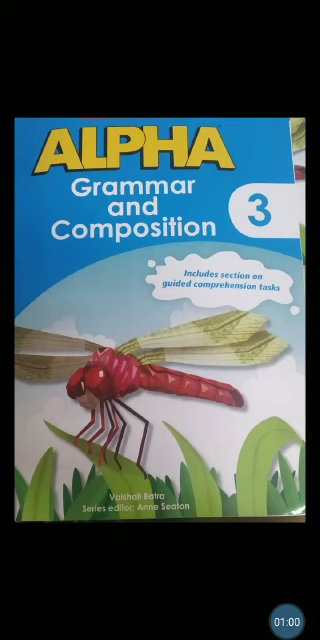 ALPHA
Grammar
and
Composition
3
Includes section on
guided comprehension tasks
Vaishali Batra
Series editor: Anne Seaton
01:00